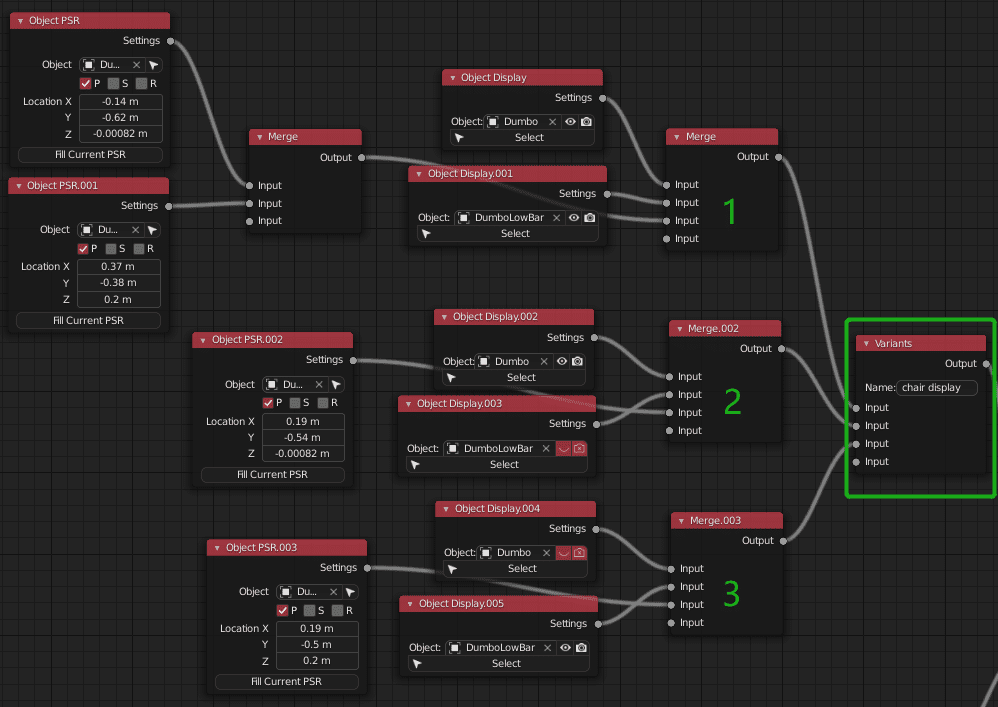 Object PSR
Settings
Object Du...
P S R
Location X -0.14 m
Y -0.62 m
Z -0.00082 m
Fill Current PSR
Object PSR.001
Settings
Object Du...
P S R
Location X 0.37 m
Y -0.38 m
Z 0.2 m
Fill Current PSR
Merge
Output
Input
Input
Input
Object Display
Settings
Object: Dumbo
Select
Object Display.001
Settings
Object: DumboLowBar
Select
Merge
Output
Input
Input
Input
Input
1
Object PSR.002
Settings
Object Du...
P S R
Location X 0.19 m
Y -0.54 m
Z -0.00082 m
Fill Current PSR
Object Display.002
Settings
Object: Dumbo
Select
Object Display.003
Settings
Object: DumboLowBar
Select
Merge.002
Output
Input
Input
Input
Input
2
Variants
Output
Name: chair display
Input
Input
Input
Input
Object PSR.003
Settings
Object Du...
P S R
Location X 0.19 m
Y -0.5 m
Z 0.2 m
Fill Current PSR
Object Display.004
Settings
Object: Dumbo
Select
Object Display.005
Settings
Object: DumboLowBar
Select
Merge.003
Output
Input
Input
Input
Input
3